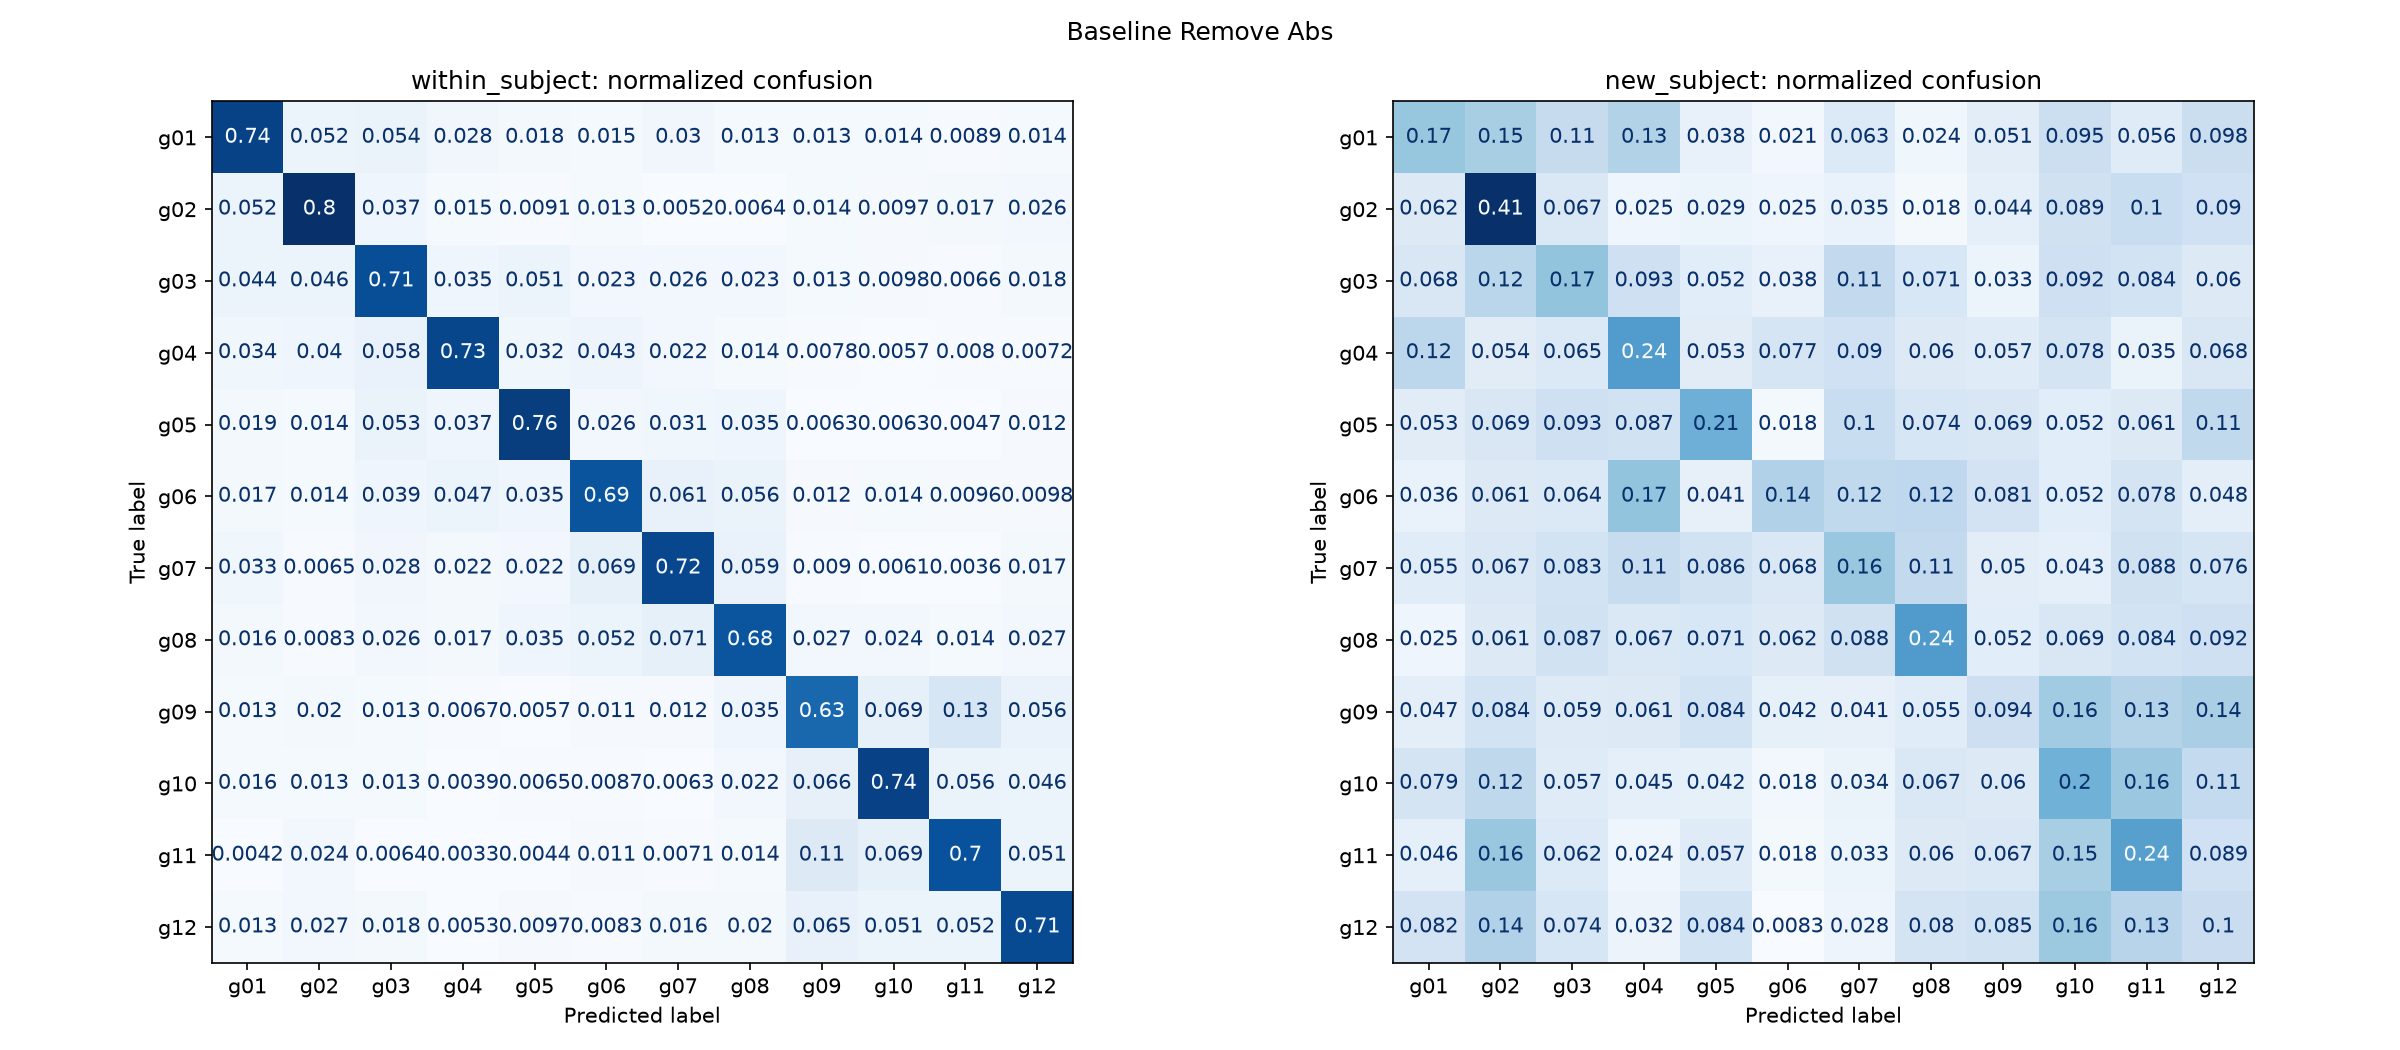 Baseline Remove Abs
within_subject: normalized confusion
g01 0.74 0.052 0.054 0.028 0.018 0.015 0.03 0.013 0.013 0.014 0.0089 0.014
g02 0.052 0.8 0.037 0.015 0.0091 0.013 0.0052 0.0064 0.014 0.0097 0.017 0.026
g03 0.044 0.046 0.71 0.035 0.051 0.023 0.026 0.023 0.013 0.0098 0.0066 0.018
g04 0.034 0.04 0.058 0.73 0.032 0.043 0.022 0.014 0.0078 0.0057 0.008 0.0072
g05 0.019 0.014 0.053 0.037 0.76 0.026 0.031 0.035 0.0063 0.0063 0.0047 0.012
g06 0.017 0.014 0.039 0.047 0.035 0.69 0.061 0.056 0.012 0.014 0.0096 0.0098
g07 0.033 0.0065 0.028 0.022 0.022 0.069 0.72 0.059 0.009 0.0061 0.0036 0.017
g08 0.016 0.0083 0.026 0.017 0.035 0.052 0.071 0.68 0.027 0.024 0.014 0.027
g09 0.013 0.02 0.013 0.0067 0.0057 0.011 0.012 0.035 0.63 0.069 0.13 0.056
g10 0.016 0.013 0.013 0.0039 0.0065 0.0087 0.0063 0.022 0.066 0.74 0.056 0.046
g11 0.0042 0.024 0.0064 0.0033 0.0044 0.011 0.0071 0.014 0.11 0.069 0.7 0.051
g12 0.013 0.027 0.018 0.0053 0.0097 0.0083 0.016 0.02 0.065 0.051 0.052 0.71
g01 g02 g03 g04 g05 g06 g07 g08 g09 g10 g11 g12
Predicted label
True label
new_subject: normalized confusion
g01 0.17 0.15 0.11 0.13 0.038 0.021 0.063 0.024 0.051 0.095 0.056 0.098
g02 0.062 0.41 0.067 0.025 0.029 0.025 0.035 0.018 0.044 0.089 0.1 0.09
g03 0.068 0.12 0.17 0.093 0.052 0.038 0.11 0.071 0.033 0.092 0.084 0.06
g04 0.12 0.054 0.065 0.24 0.053 0.077 0.09 0.06 0.057 0.078 0.035 0.068
g05 0.053 0.069 0.093 0.087 0.21 0.018 0.1 0.074 0.069 0.052 0.061 0.11
g06 0.036 0.061 0.064 0.17 0.041 0.14 0.12 0.12 0.081 0.052 0.078 0.048
g07 0.055 0.067 0.083 0.11 0.086 0.068 0.16 0.11 0.05 0.043 0.088 0.076
g08 0.025 0.061 0.087 0.067 0.071 0.062 0.088 0.24 0.052 0.069 0.084 0.092
g09 0.047 0.084 0.059 0.061 0.084 0.042 0.041 0.055 0.094 0.16 0.13 0.14
g10 0.079 0.12 0.057 0.045 0.042 0.018 0.034 0.067 0.06 0.2 0.16 0.11
g11 0.046 0.16 0.062 0.024 0.057 0.018 0.033 0.06 0.067 0.15 0.24 0.089
g12 0.082 0.14 0.074 0.032 0.084 0.0083 0.028 0.08 0.085 0.16 0.13 0.1
g01 g02 g03 g04 g05 g06 g07 g08 g09 g10 g11 g12
Predicted label
True label